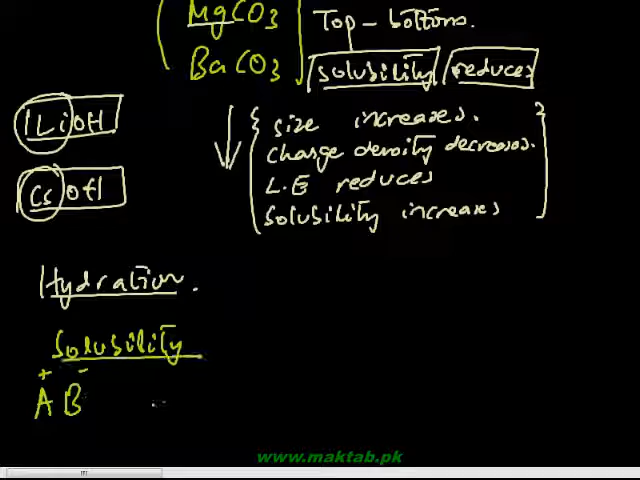 MgCO3
BaCO3
Top - bottoms.
solubility reduces
LiOH
CsOH
size increases.
charge density decreases.
L.E reduces
solubility increases
Hydration.
Solubility
+ -
A B
www.maktab.pk